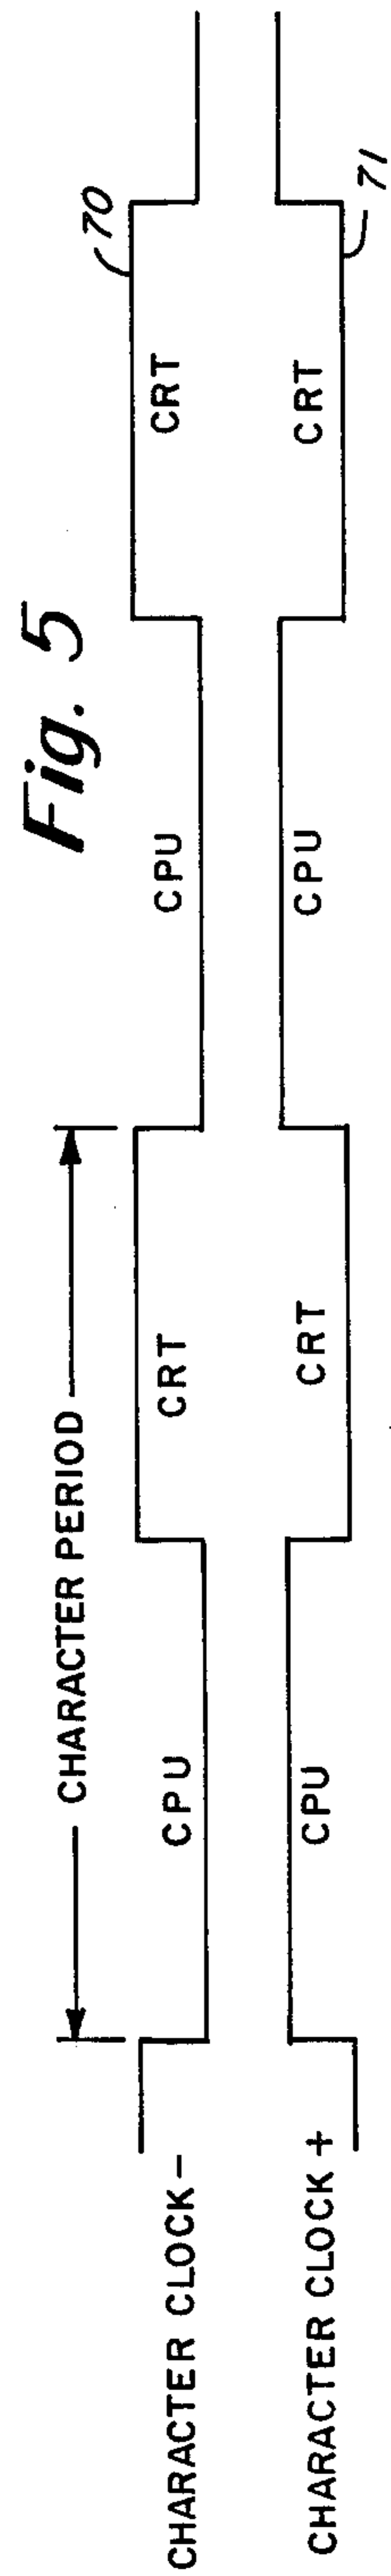 Fig. 5
CHARACTER PERIOD
CHARACTER CLOCK-
CPU
CRT
CPU
CRT
70
CHARACTER CLOCK+
CPU
CRT
CPU
CRT
71